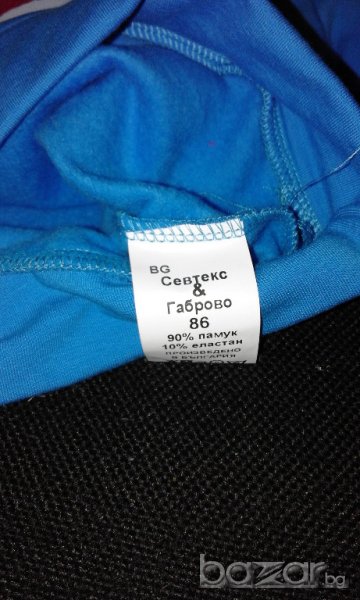 BG
Севтекс
&
Габрово
86
90% памук
10% еластан
ПРОИЗВЕДЕНО
В БЪЛГАРИЯ
bazar.bg